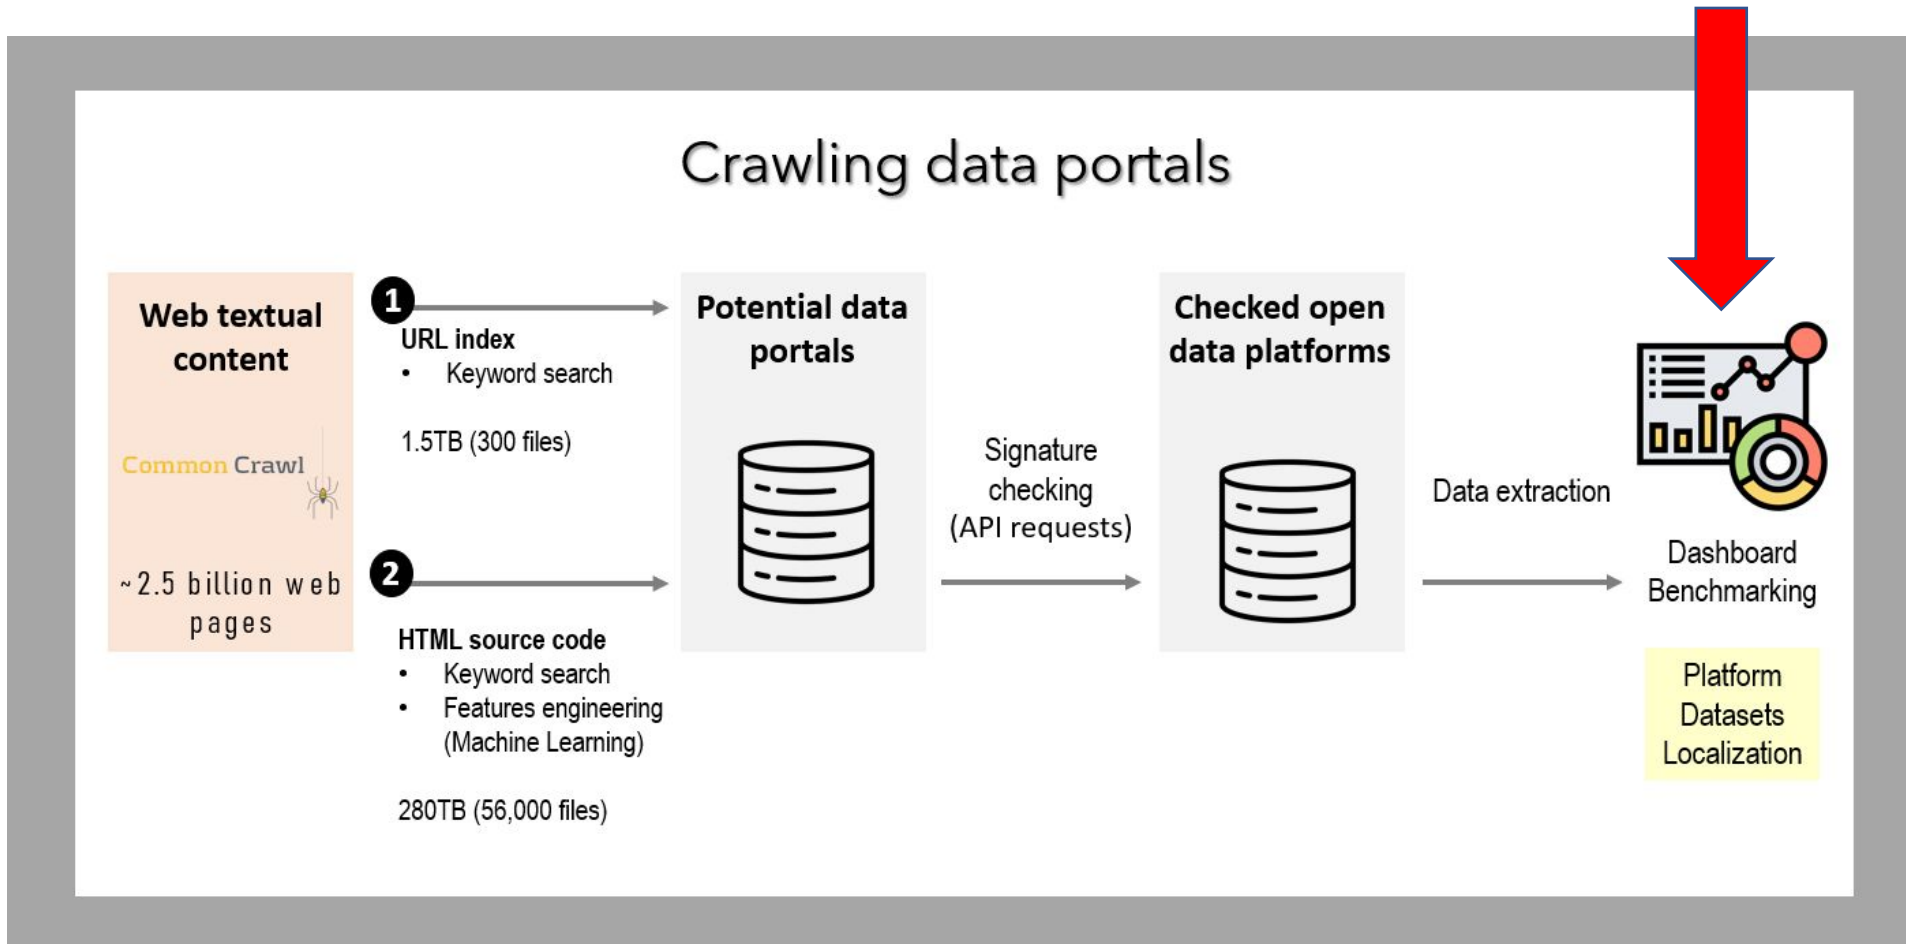 Crawling data portals
Web textual
content
Common Crawl
~2.5 billion web
pages
1
URL index
• Keyword search
1.5TB (300 files)
2
HTML source code
• Keyword search
• Features engineering
(Machine Learning)
280TB (56,000 files)
Potential data
portals
Signature
checking
(API requests)
Checked open
data platforms
Data extraction
Dashboard
Benchmarking
Platform
Datasets
Localization